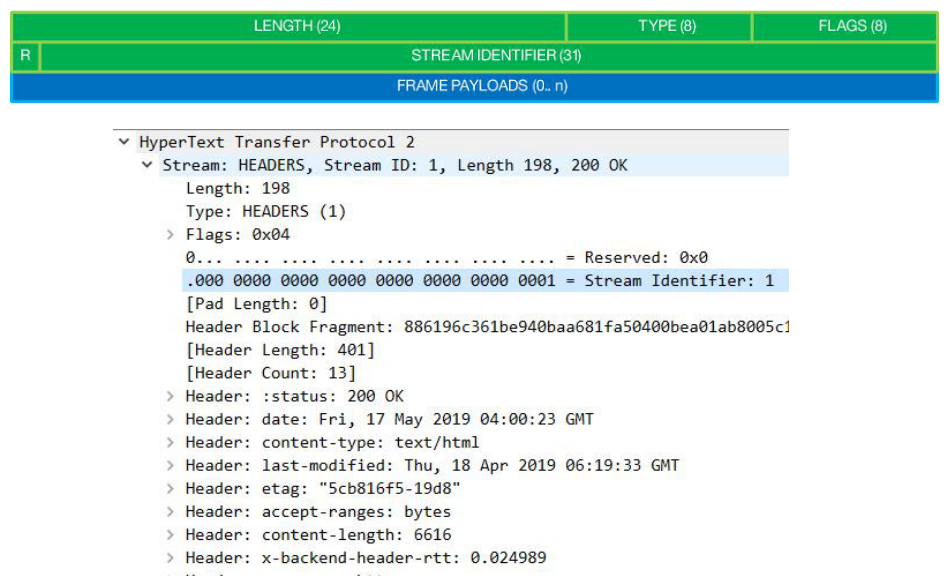 LENGTH (24) TYPE (8) FLAGS (8)
R STREAM IDENTIFIER (31)
FRAME PAYLOADS (0.. n)
HyperText Transfer Protocol 2
Stream: HEADERS, Stream ID: 1, Length 198, 200 OK
Length: 198
Type: HEADERS (1)
Flags: 0x04
0... .... .... .... .... .... .... .... = Reserved: 0x0
.000 0000 0000 0000 0000 0000 0000 0001 = Stream Identifier: 1
[Pad Length: 0]
Header Block Fragment: 886196c361be940baa681fa50400bea01ab8005c1
[Header Length: 401]
[Header Count: 13]
Header: :status: 200 OK
Header: date: Fri, 17 May 2019 04:00:23 GMT
Header: content-type: text/html
Header: last-modified: Thu, 18 Apr 2019 06:19:33 GMT
Header: etag: "5cb816f5-19d8"
Header: accept-ranges: bytes
Header: content-length: 6616
Header: x-backend-header-rtt: 0.024989